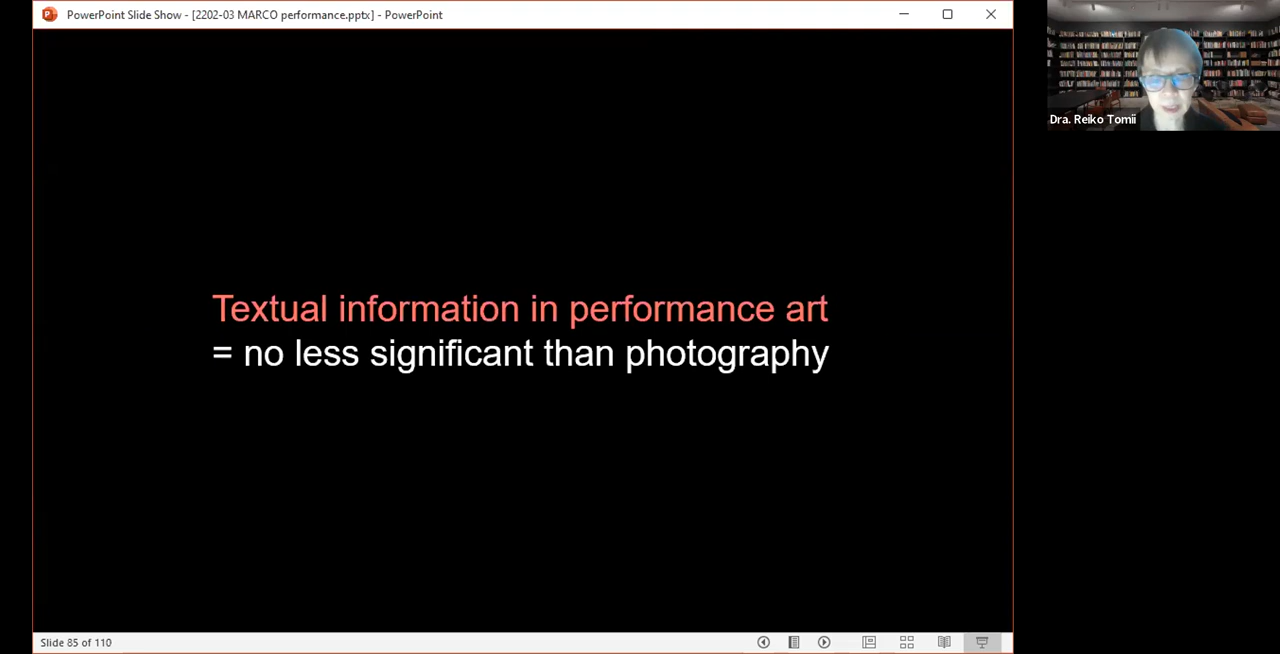 PowerPoint Slide Show - [2202-03 MARCO performance.pptx] - PowerPoint
Dra. Reiko Tomii
Textual information in performance art
= no less significant than photography
Slide 85 of 110